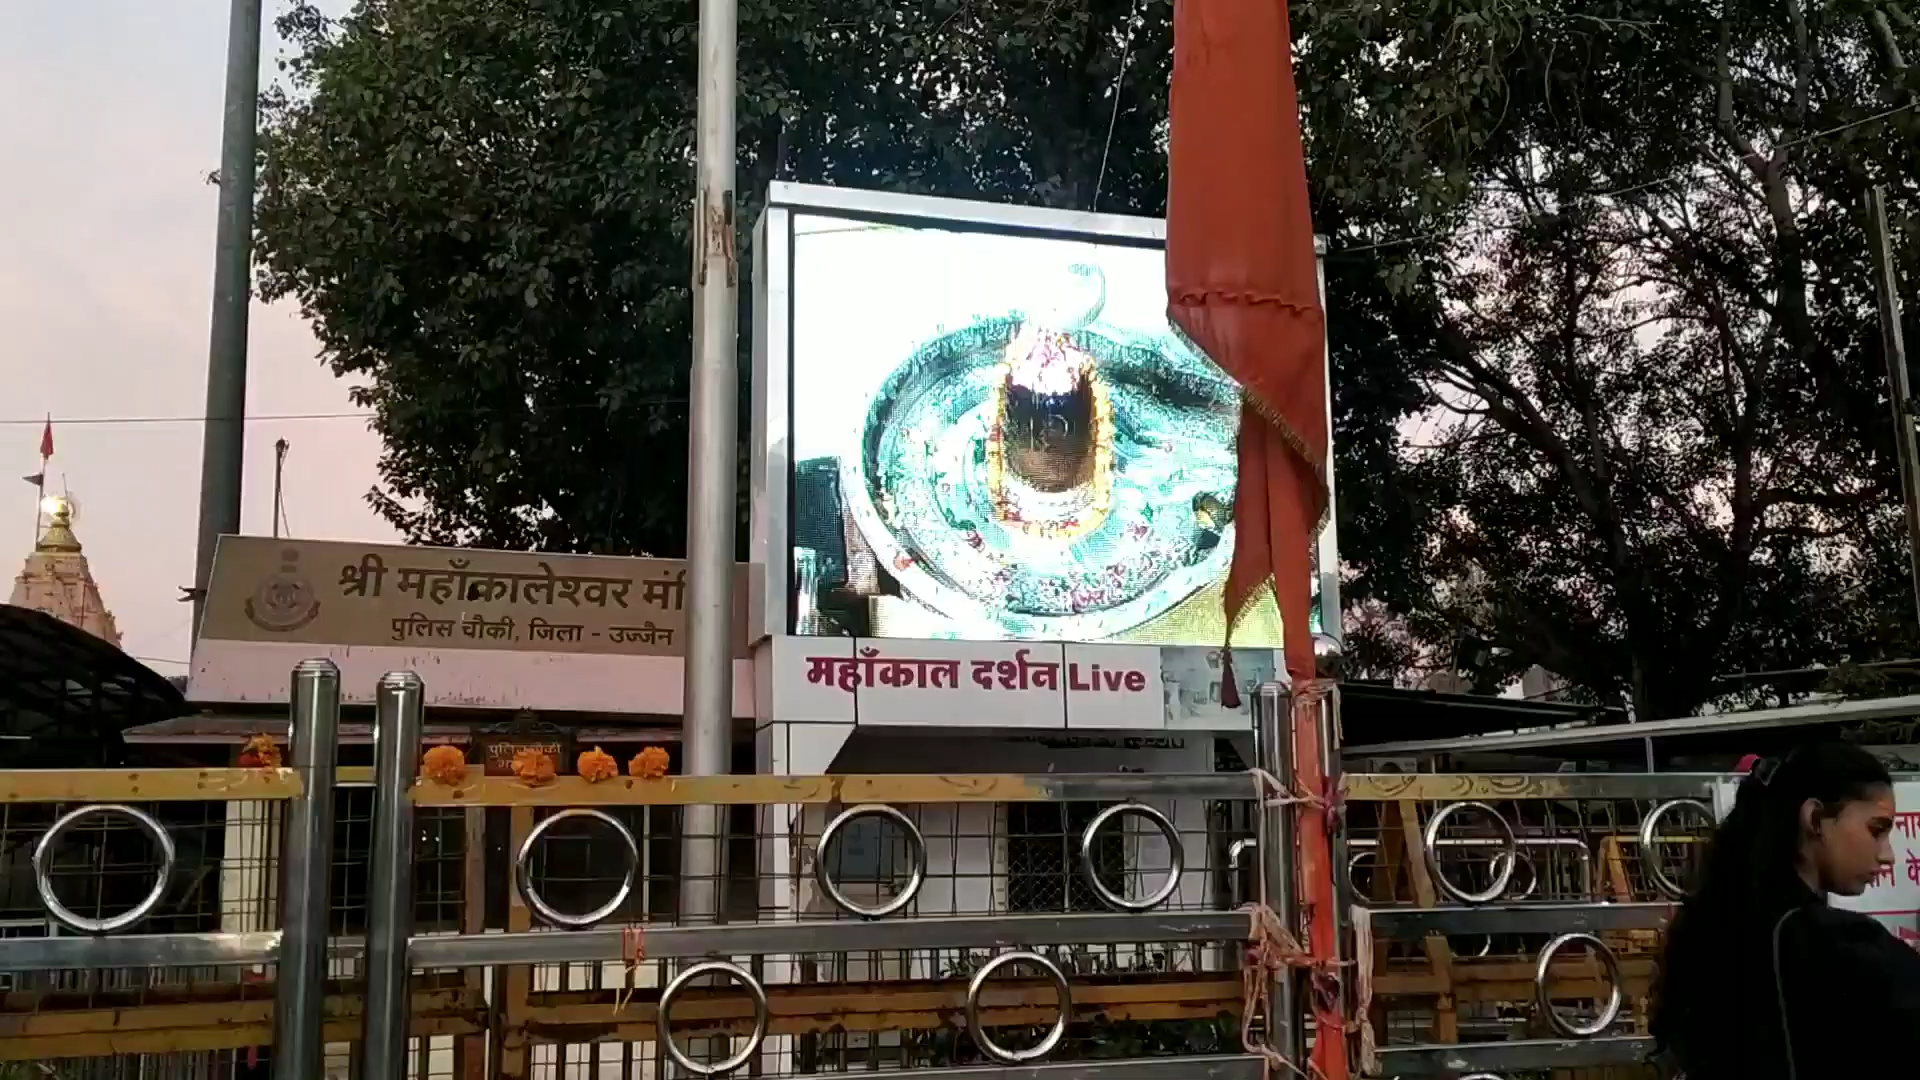 श्री महाँकालेश्वर मं
पुलिस चौकी, जिला - उज्जैन
महाँकाल दर्शन Live
पुलिस चौकी